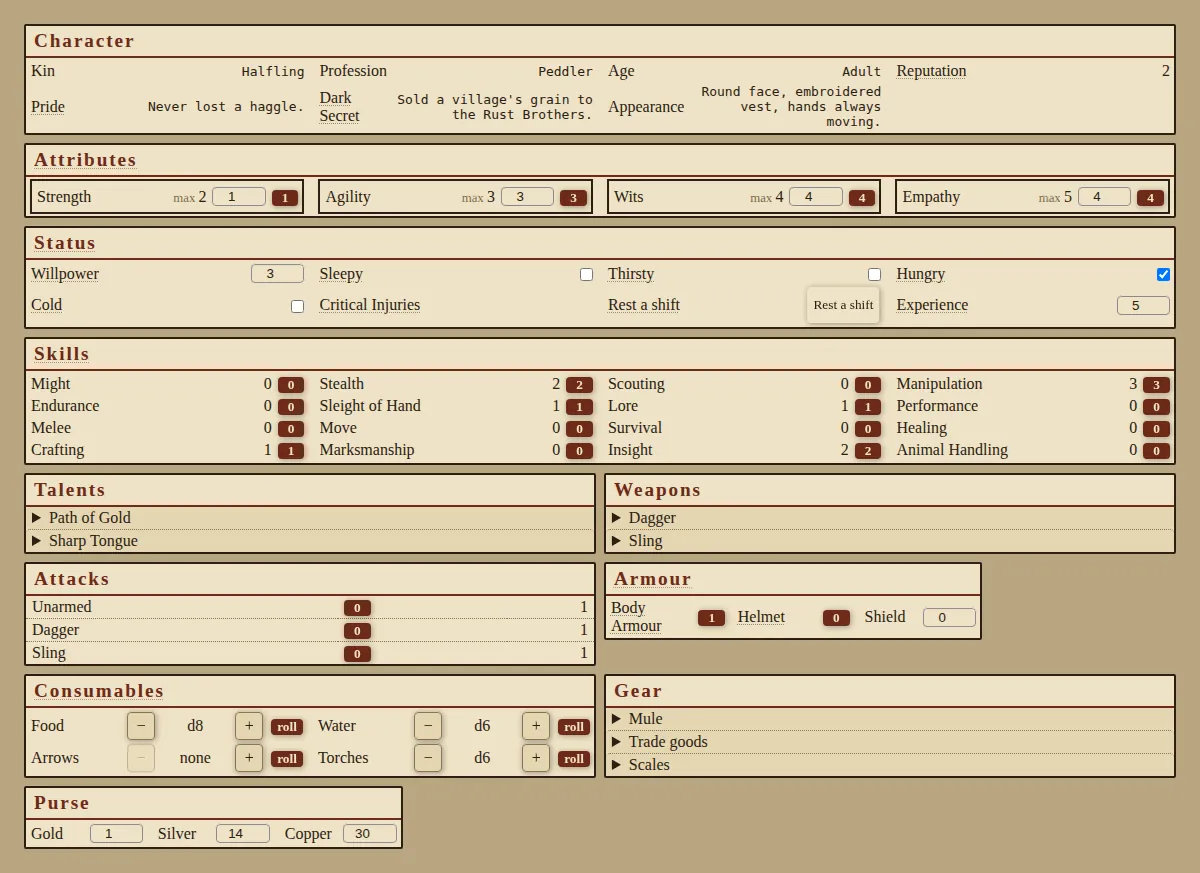 Character
Kin Halfling Profession Peddler Age Adult Reputation 2
Pride Never lost a haggle. Dark Secret Sold a village's grain to the Rust Brothers. Appearance Round face, embroidered vest, hands always moving.
Attributes
Strength max 2 1 1 Agility max 3 3 3 Wits max 4 4 4 Empathy max 5 4 4
Status
Willpower 3 Sleepy Thirsty Hungry
Cold Critical Injuries Rest a shift Rest a shift Experience 5
Skills
Might 0 0 Stealth 2 2 Scouting 0 0 Manipulation 3 3
Endurance 0 0 Sleight of Hand 1 1 Lore 1 1 Performance 0 0
Melee 0 0 Move 0 0 Survival 0 0 Healing 0 0
Crafting 1 1 Marksmanship 0 0 Insight 2 2 Animal Handling 0 0
Talents
Path of Gold
Sharp Tongue
Weapons
Dagger
Sling
Attacks
Unarmed 0 1
Dagger 0 1
Sling 0 1
Armour
Body Armour 1 Helmet 0 Shield 0
Consumables
Food − d8 + roll Water − d6 + roll
Arrows − none + roll Torches − d6 + roll
Gear
Mule
Trade goods
Scales
Purse
Gold 1 Silver 14 Copper 30